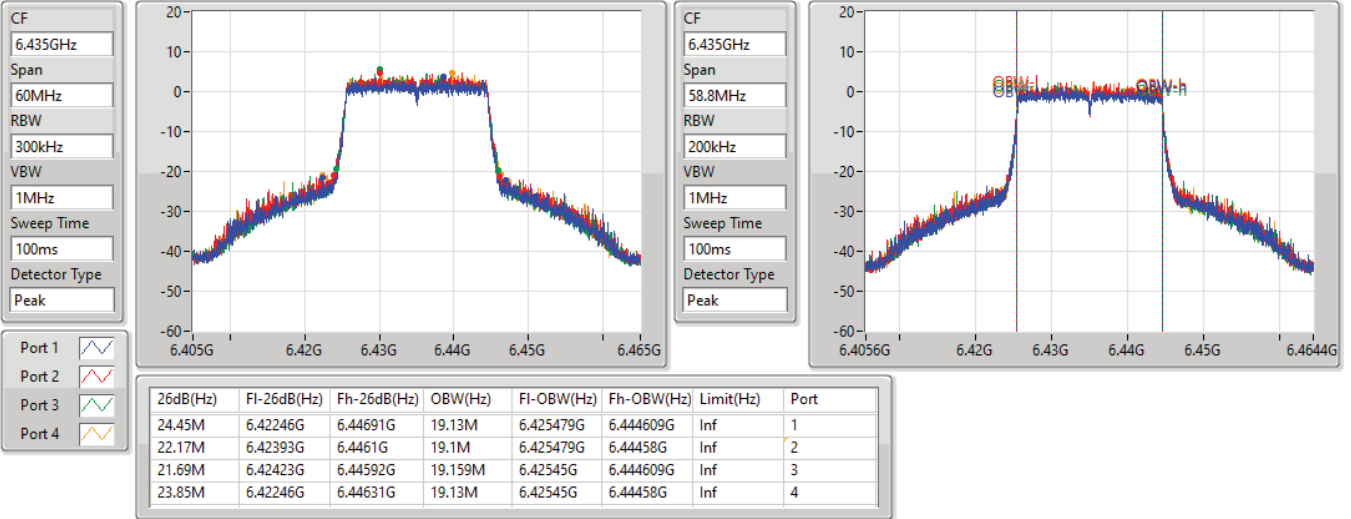 CF
6.435GHz
Span
60MHz
RBW
300kHz
VBW
1MHz
Sweep Time
100ms
Detector Type
Peak
20
10
0
-10
-20
-30
-40
-50
-60
6.405G 6.42G 6.43G 6.44G 6.45G 6.465G
CF
6.435GHz
Span
58.8MHz
RBW
200kHz
VBW
1MHz
Sweep Time
100ms
Detector Type
Peak
20
10
0
-10
-20
-30
-40
-50
-60
OBW-l OBW-h
6.4056G 6.42G 6.43G 6.44G 6.45G 6.4644G
Port 1
Port 2
Port 3
Port 4
26dB(Hz) Fl-26dB(Hz) Fh-26dB(Hz) OBW(Hz) Fl-OBW(Hz) Fh-OBW(Hz) Limit(Hz) Port
24.45M 6.42246G 6.44691G 19.13M 6.425479G 6.444609G Inf 1
22.17M 6.42393G 6.4461G 19.1M 6.425479G 6.44458G Inf 2
21.69M 6.42423G 6.44592G 19.159M 6.42545G 6.444609G Inf 3
23.85M 6.42246G 6.44631G 19.13M 6.42545G 6.44458G Inf 4